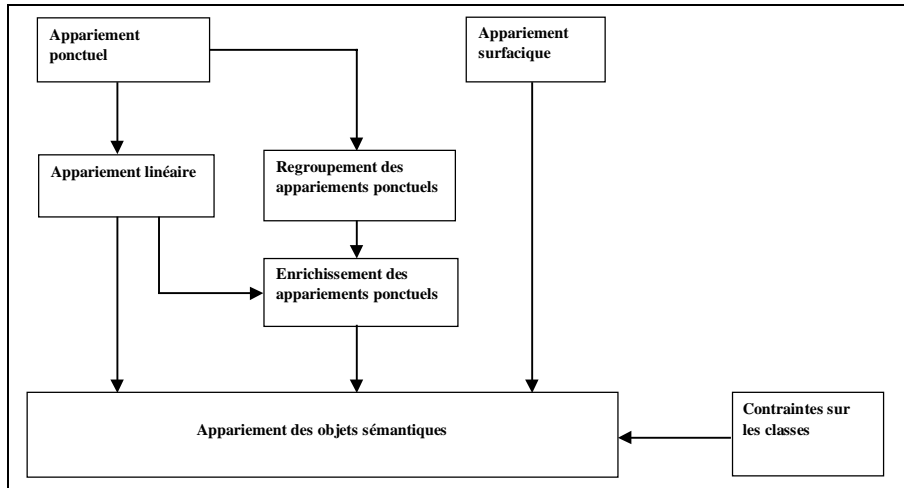 Appariement
ponctuel
Appariement
surfacique
Appariement linéaire
Regroupement des
appariements ponctuels
Enrichissement des
appariements ponctuels
Appariement des objets sémantiques
Contraintes sur
les classes